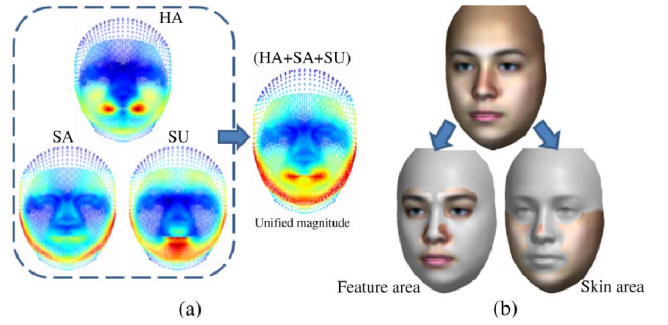 HA
(HA+SA+SU)
SA
SU
Unified magnitude
Feature area
Skin area
(a)
(b)